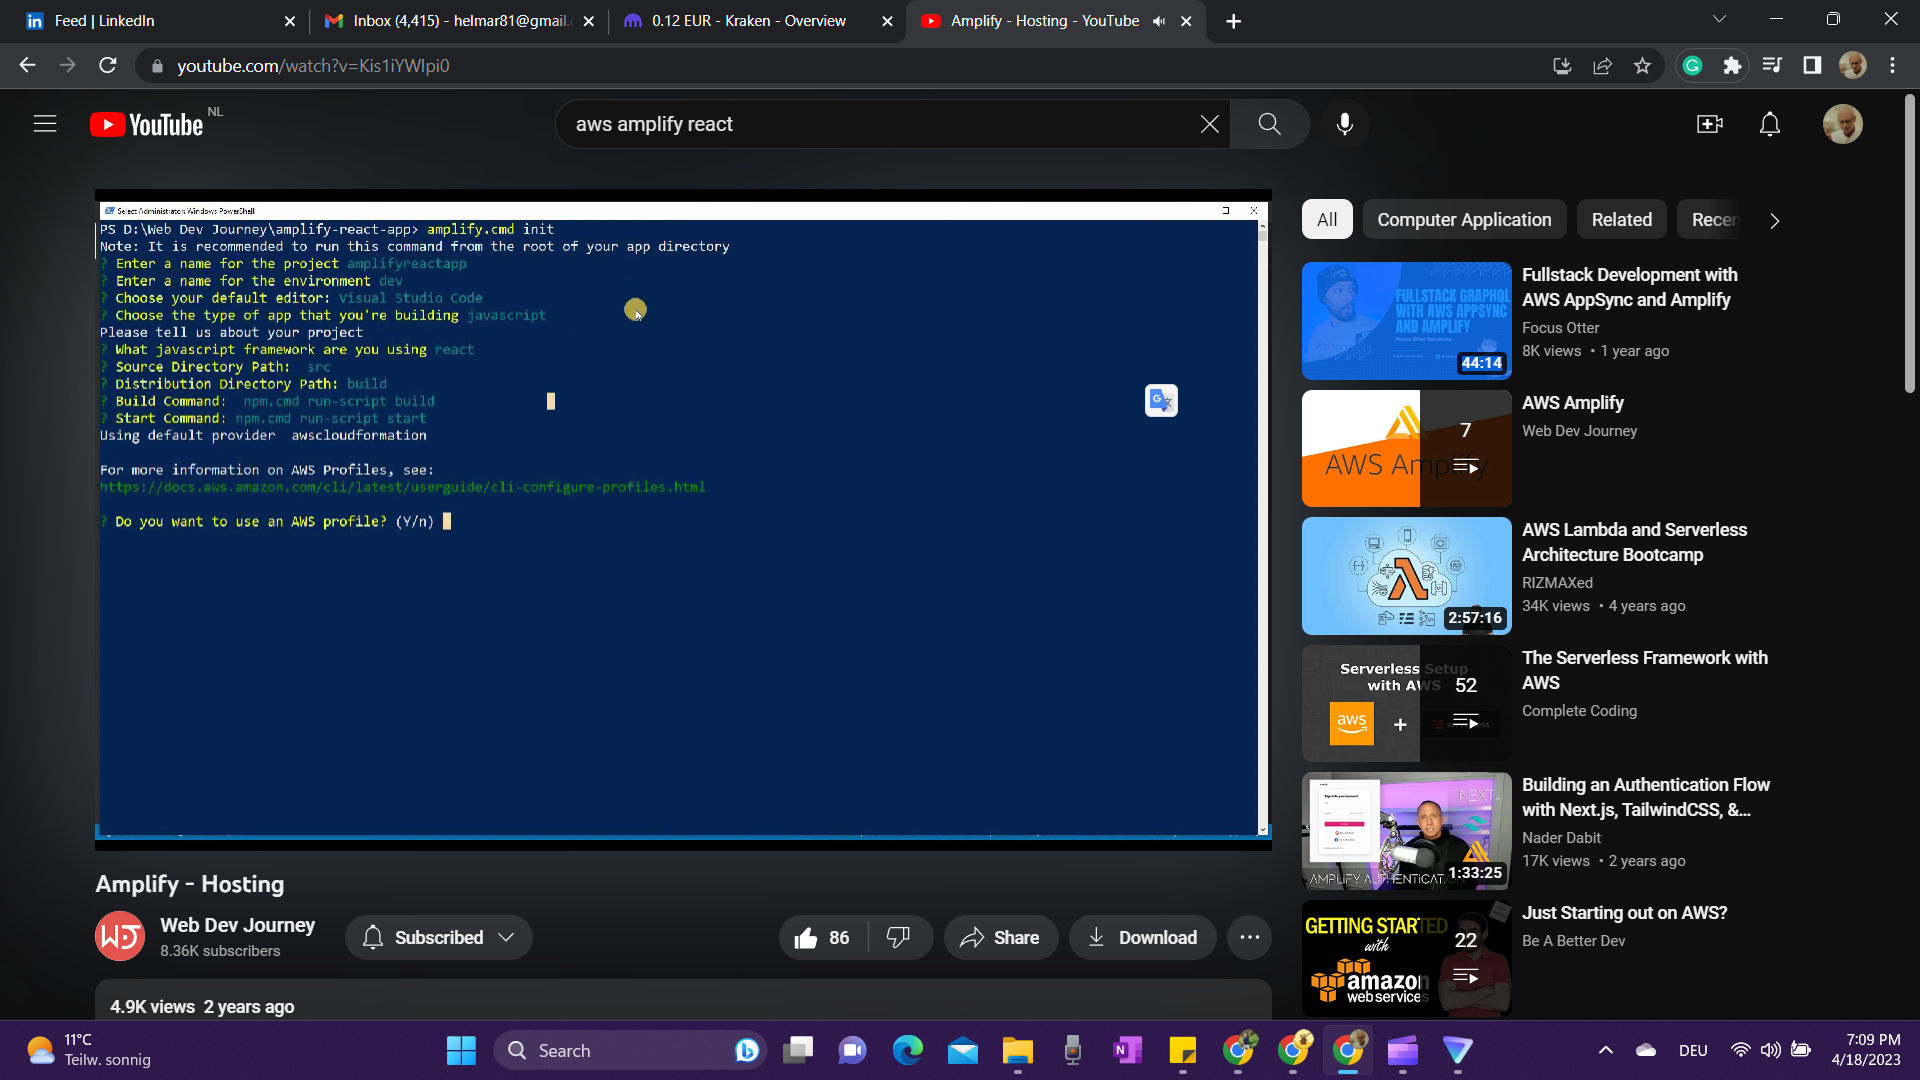 Feed | LinkedIn
Inbox (4,415) - helmar81@gmail.
0.12 EUR - Kraken - Overview
Amplify - Hosting - YouTube
youtube.com/watch?v=Kis1iYWIpi0
YouTube NL
aws amplify react
Select Administrator: Windows PowerShell
PS D:\Web Dev Journey\amplify-react-app> amplify.cmd init
Note: It is recommended to run this command from the root of your app directory
? Enter a name for the project amplifyreactapp
? Enter a name for the environment dev
? Choose your default editor: Visual Studio Code
? Choose the type of app that you're building javascript
Please tell us about your project
? What javascript framework are you using react
? Source Directory Path:  src
? Distribution Directory Path: build
? Build Command:  npm.cmd run-script build
? Start Command: npm.cmd run-script start
Using default provider  awscloudformation
For more information on AWS Profiles, see:
https://docs.aws.amazon.com/cli/latest/userguide/cli-configure-profiles.html
? Do you want to use an AWS profile? (Y/n)
Amplify - Hosting
Web Dev Journey
8.36K subscribers
Subscribed
86
Share
Download
4.9K views 2 years ago
All
Computer Application
Related
Recen
FULLSTACK GRAPHQL
WITH AWS APPSYNC
AND AMPLIFY
Focus Otter Solutions
44:14
Fullstack Development with
AWS AppSync and Amplify
Focus Otter
8K views • 1 year ago
AWS Amplify
7
AWS Amplify
Web Dev Journey
2:57:16
AWS Lambda and Serverless
Architecture Bootcamp
RIZMAXed
34K views • 4 years ago
Serverless Setup
with AWS
52
aws
+
The Serverless Framework with
AWS
Complete Coding
NEXT
AMPLIFY AUTHENTICATIO
1:33:25
Building an Authentication Flow
with Next.js, TailwindCSS, &...
Nader Dabit
17K views • 2 years ago
GETTING STARTED
with
22
amazon
web services
Just Starting out on AWS?
Be A Better Dev
11°C
Teilw. sonnig
Search
DEU
7:09 PM
4/18/2023